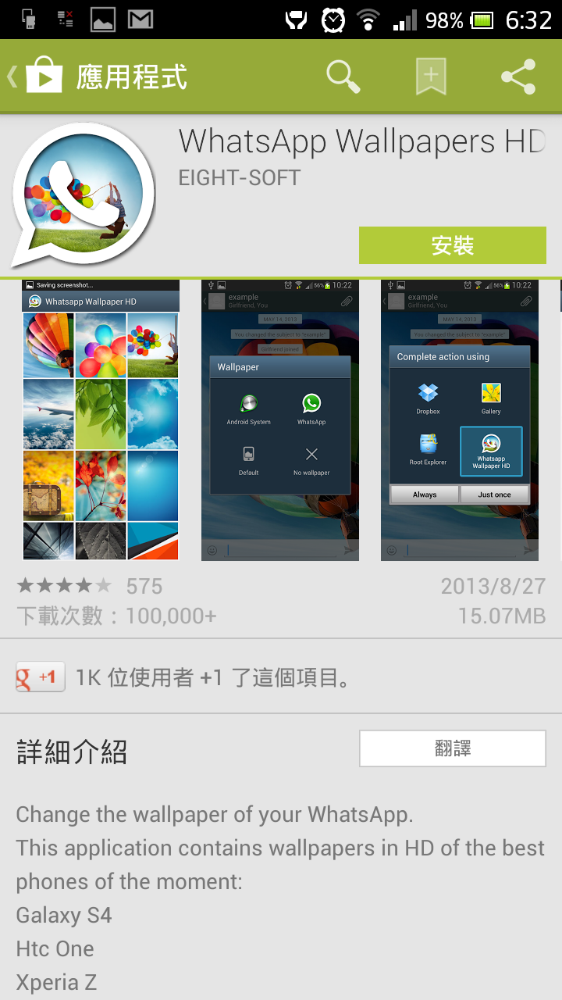 98% 6:32
應用程式
WhatsApp Wallpapers HD
EIGHT-SOFT
安裝
Saving screenshot...
Whatsapp Wallpaper HD
56% 10:22
example
Girlfriend, You
MAY 14, 2013
You changed the subject to "example"
Girlfriend joined
Wallpaper
Android System
WhatsApp
Default
No wallpaper
56% 10:22
example
Girlfriend, You
MAY 14, 2013
You changed the subject to "example"
Complete action using
Dropbox
Gallery
Root Explorer
Whatsapp
Wallpaper HD
Always
Just once
575
2013/8/27
下載次數：100,000+
15.07MB
g +1
1K 位使用者 +1 了這個項目。
詳細介紹
翻譯
Change the wallpaper of your WhatsApp.
This application contains wallpapers in HD of the best
phones of the moment:
Galaxy S4
Htc One
Xperia Z